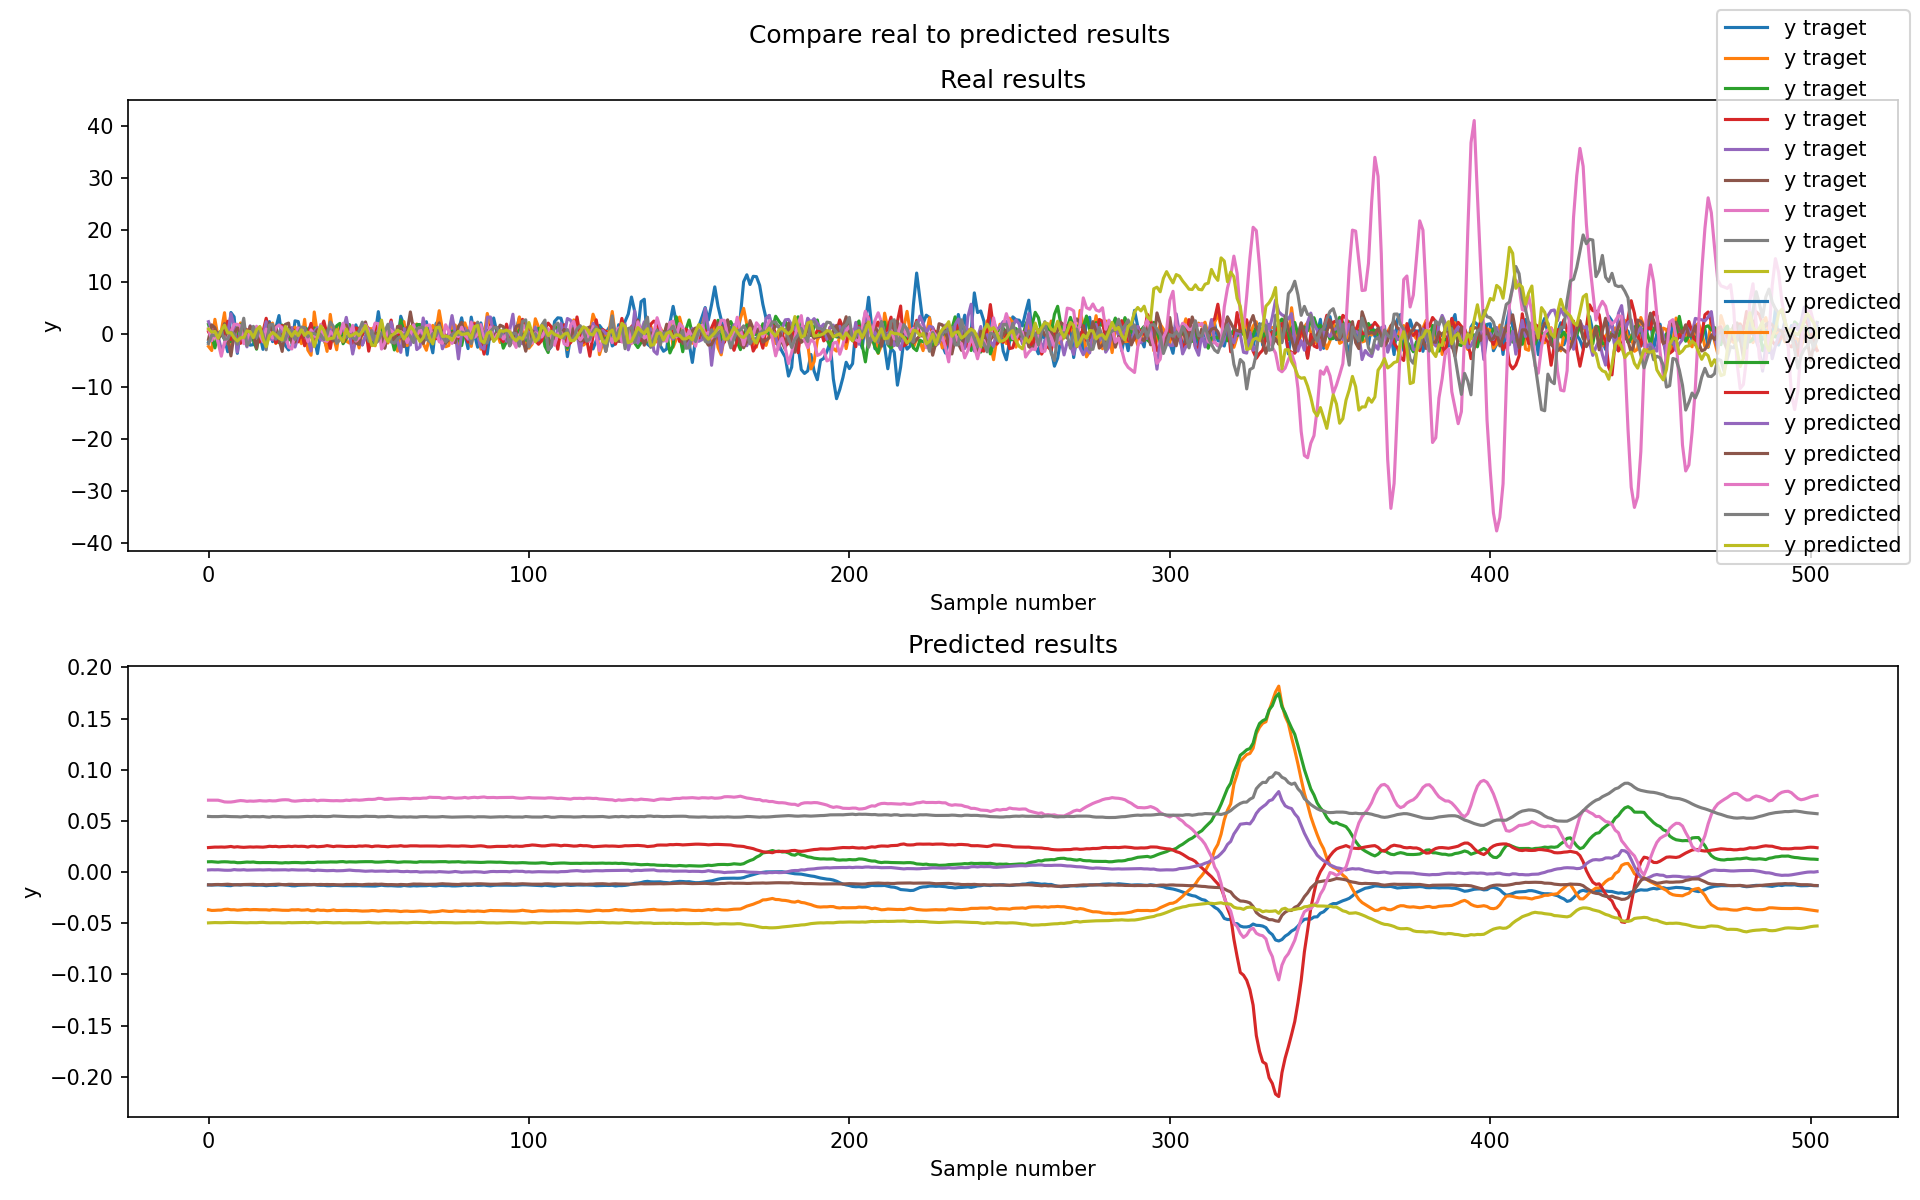 Compare real to predicted results
Real results
y
40
30
20
10
0
−10
−20
−30
−40
0 100 200 300 400 500
Sample number
y traget
y traget
y traget
y traget
y traget
y traget
y traget
y traget
y traget
y predicted
y predicted
y predicted
y predicted
y predicted
y predicted
y predicted
y predicted
y predicted
Predicted results
y
0.20
0.15
0.10
0.05
0.00
−0.05
−0.10
−0.15
−0.20
0 100 200 300 400 500
Sample number